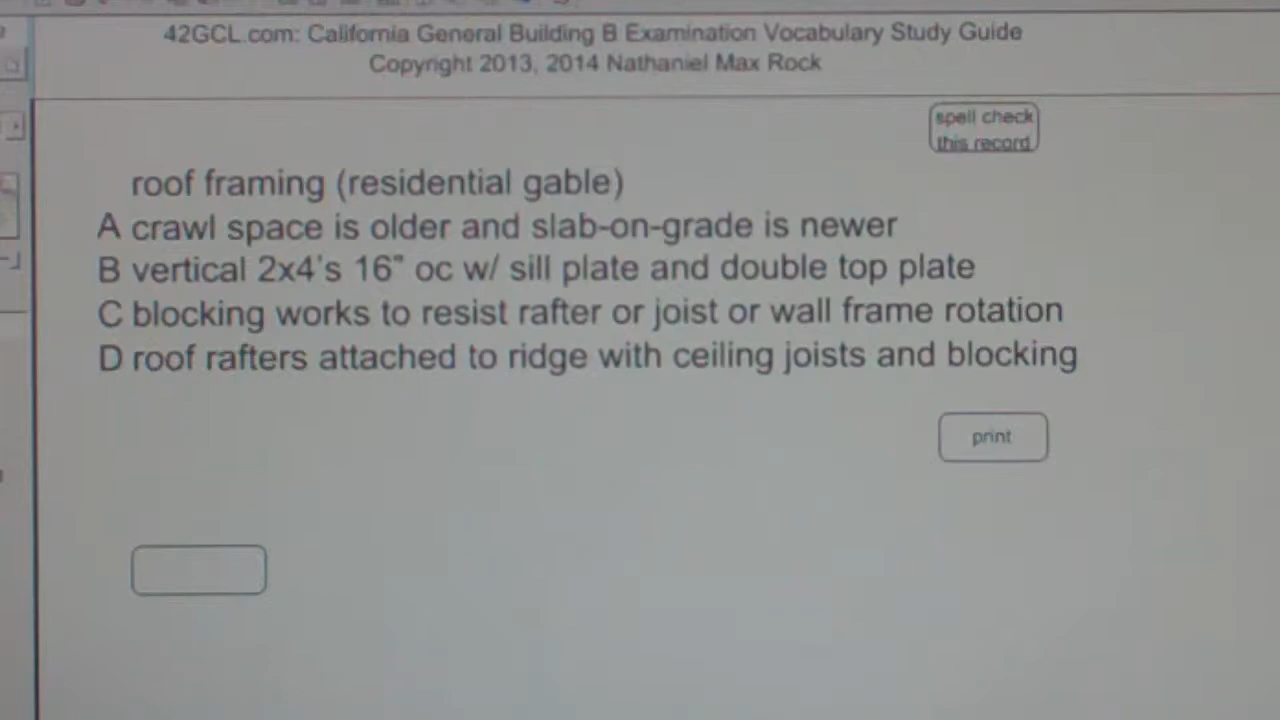 42GCL.com: California General Building B Examination Vocabulary Study Guide
Copyright 2013, 2014 Nathaniel Max Rock
spell check
this record
roof framing (residential gable)
A crawl space is older and slab-on-grade is newer
B vertical 2x4's 16" oc w/ sill plate and double top plate
C blocking works to resist rafter or joist or wall frame rotation
D roof rafters attached to ridge with ceiling joists and blocking
print